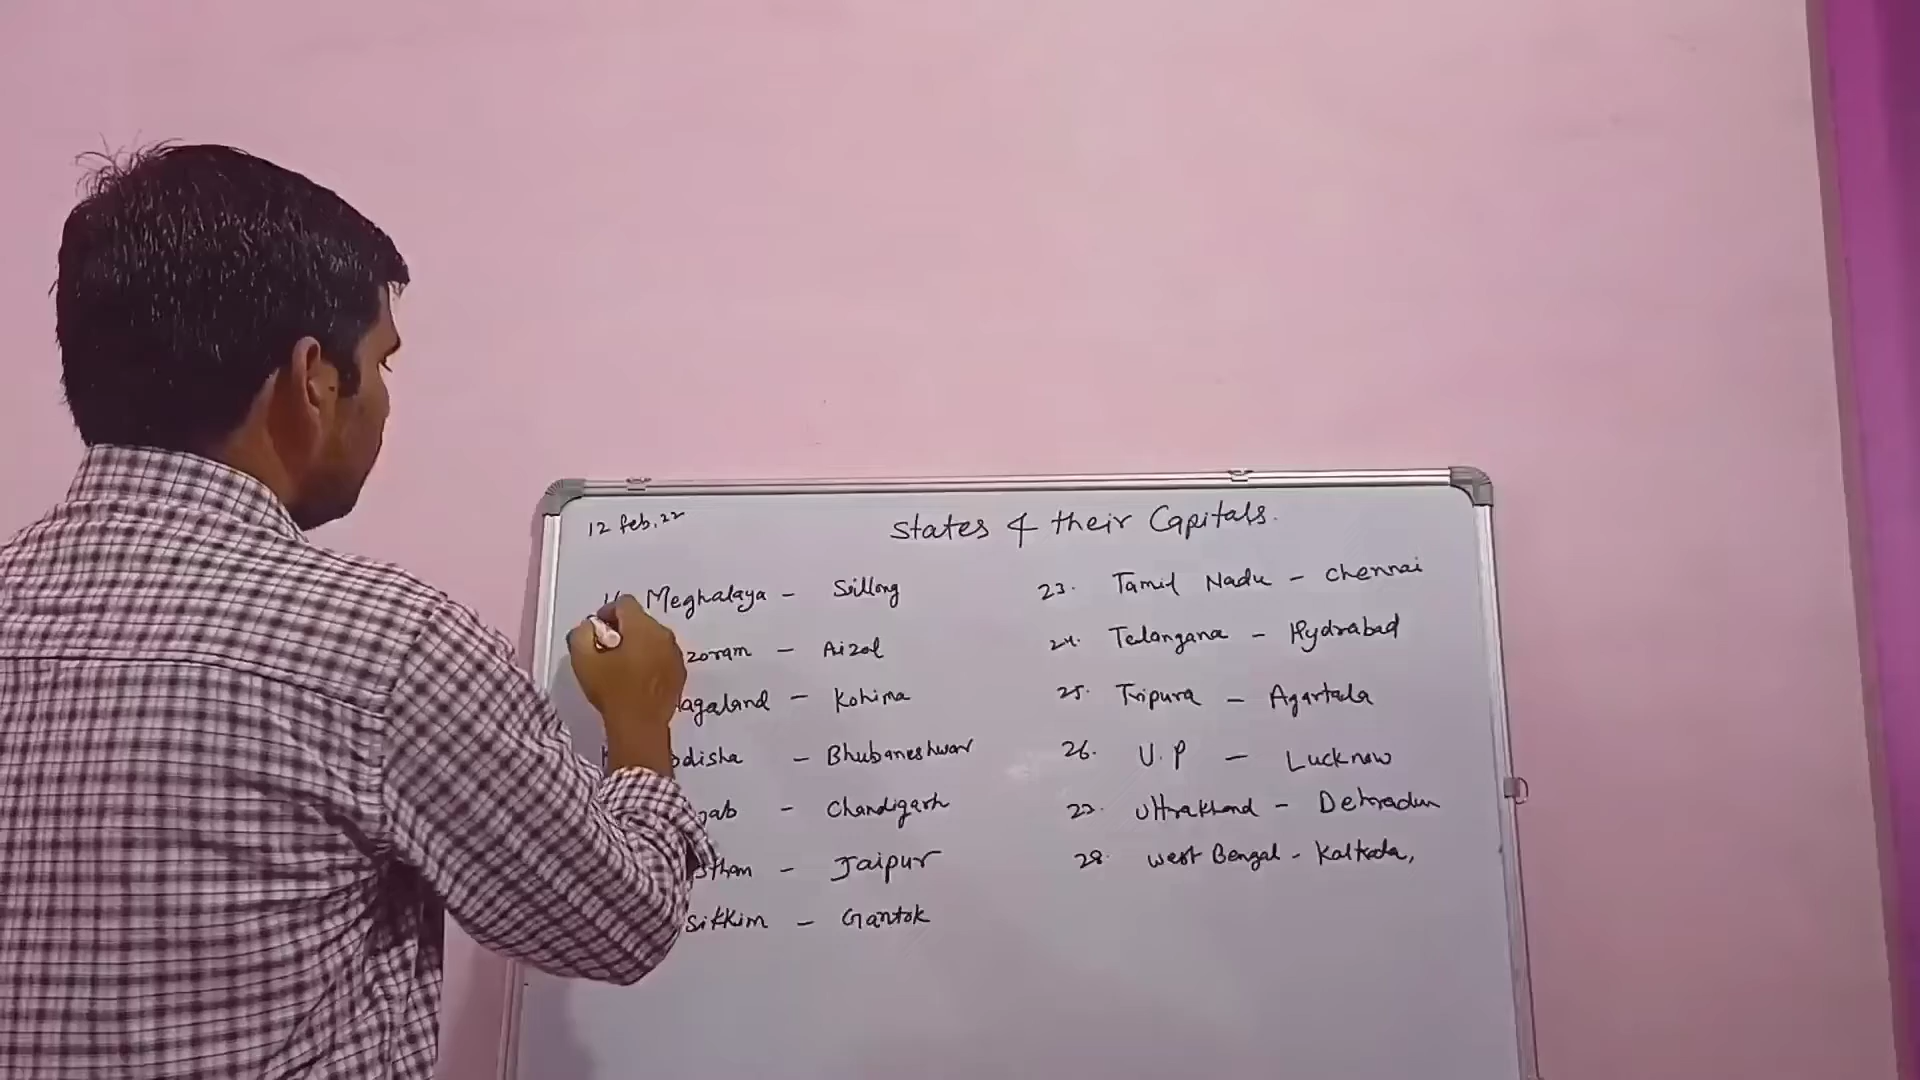 12 Feb, 22
States & their Capitals.
Meghalaya - Sillong
zoram - Aizol
agaland - Kohima
odisha - Bhubaneshwar
jab - Chandigarh
sthan - Jaipur
Sikkim - Gantok
23. Tamil Nadu - Chennai
24. Telangana - Hydrabad
25. Tripura - Agartala
26. U.P - Lucknow
27. Uttrakhand - Dehradun
28. West Bengal - Kalkata,